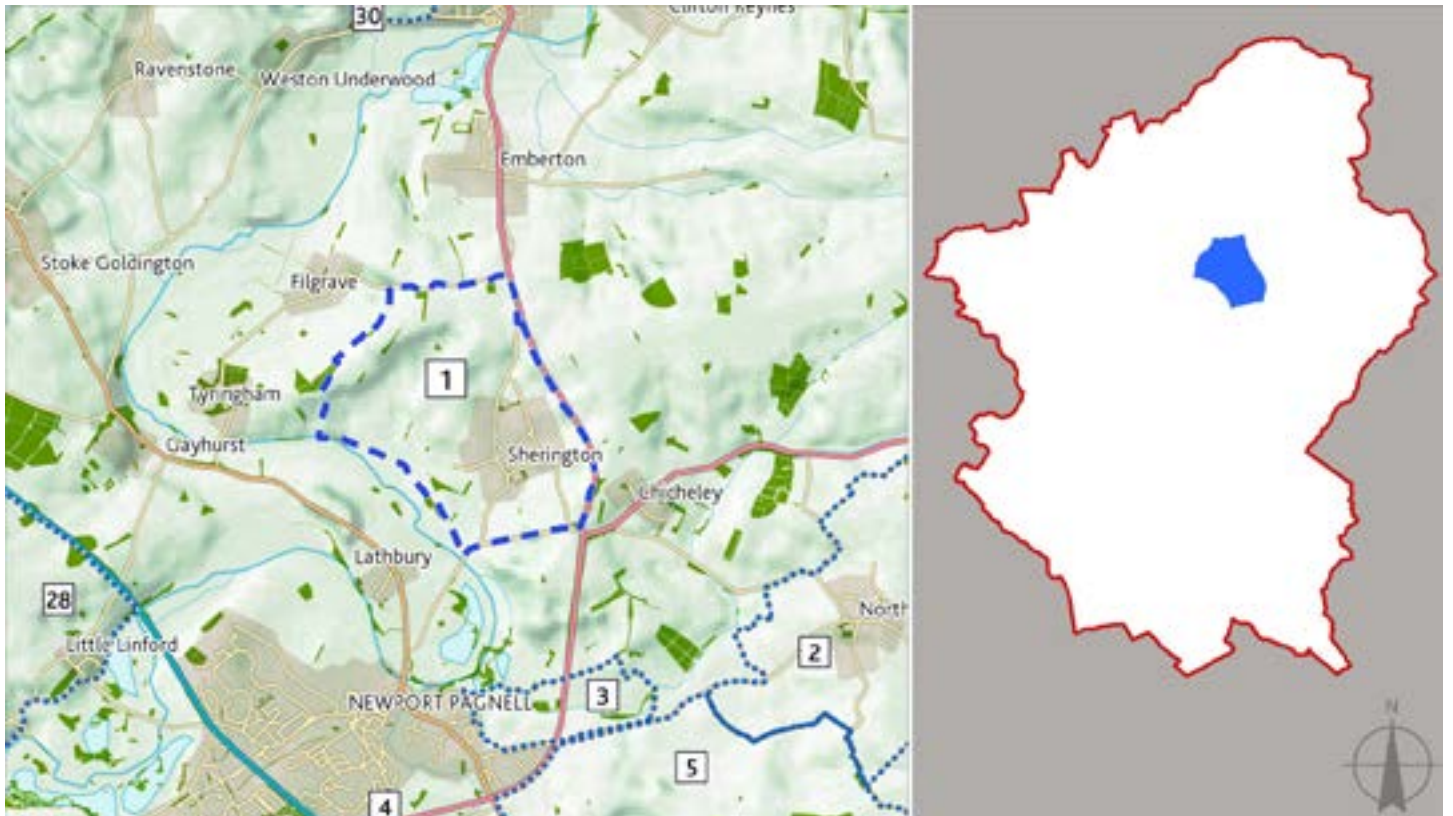 30
Clifton Reynes
Ravenstone
Weston Underwood
Emberton
Stoke Goldington
Filgrave
1
Tyringham
Gayhurst
Sherington
Chicheley
Lathbury
28
North
Little Linford
2
3
NEWPORT PAGNELL
5
4
N